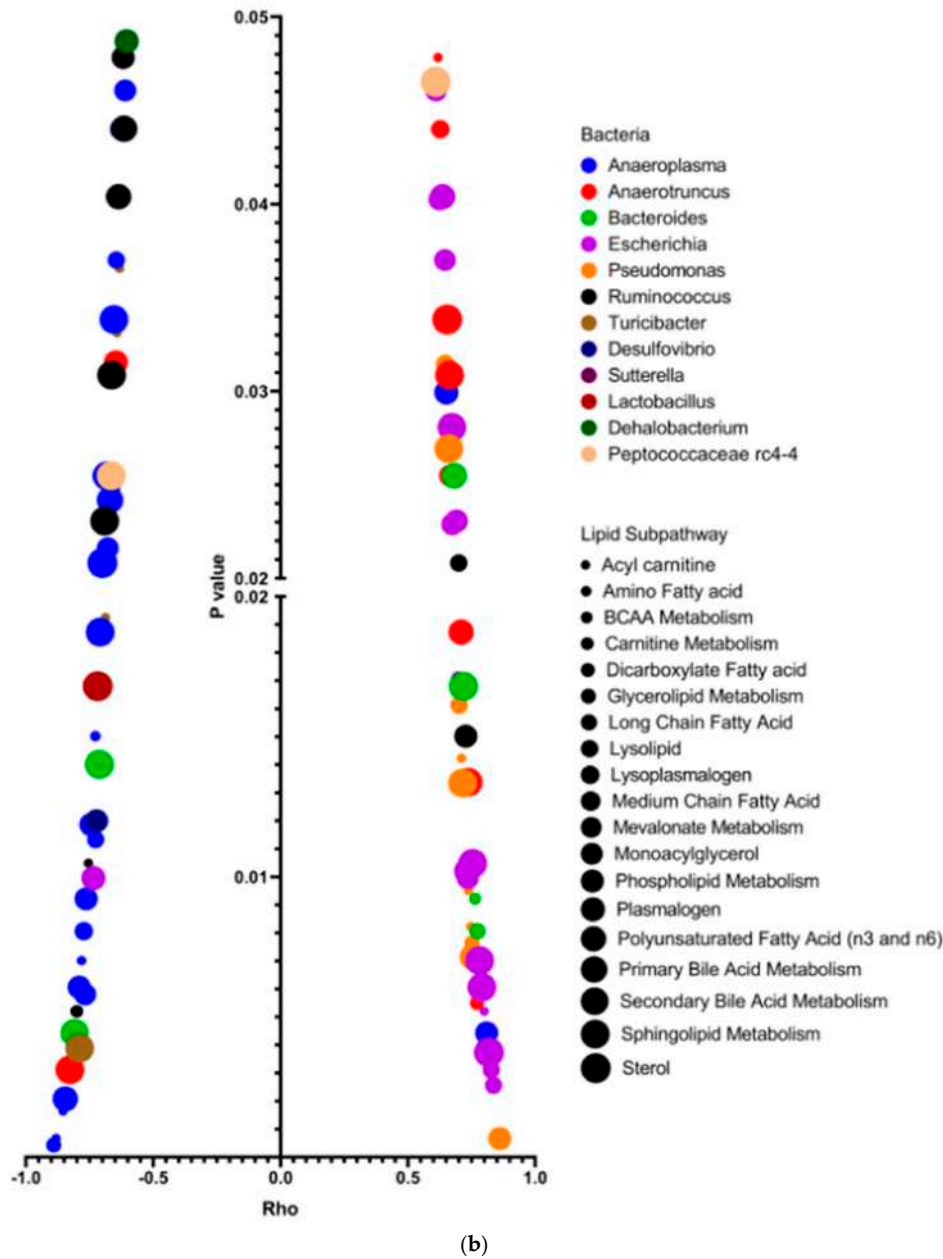 0.05
0.04
0.03
0.02
0.02
0.01
P value
-1.0
-0.5
0.0
0.5
1.0
Rho
Bacteria
Anaeroplasma
Anaerotruncus
Bacteroides
Escherichia
Pseudomonas
Ruminococcus
Turicibacter
Desulfovibrio
Sutterella
Lactobacillus
Dehalobacterium
Peptococcaceae rc4-4
Lipid Subpathway
Acyl carnitine
Amino Fatty acid
BCAA Metabolism
Carnitine Metabolism
Dicarboxylate Fatty acid
Glycerolipid Metabolism
Long Chain Fatty Acid
Lysolipid
Lysoplasmalogen
Medium Chain Fatty Acid
Mevalonate Metabolism
Monoacylglycerol
Phospholipid Metabolism
Plasmalogen
Polyunsaturated Fatty Acid (n3 and n6)
Primary Bile Acid Metabolism
Secondary Bile Acid Metabolism
Sphingolipid Metabolism
Sterol
(b)